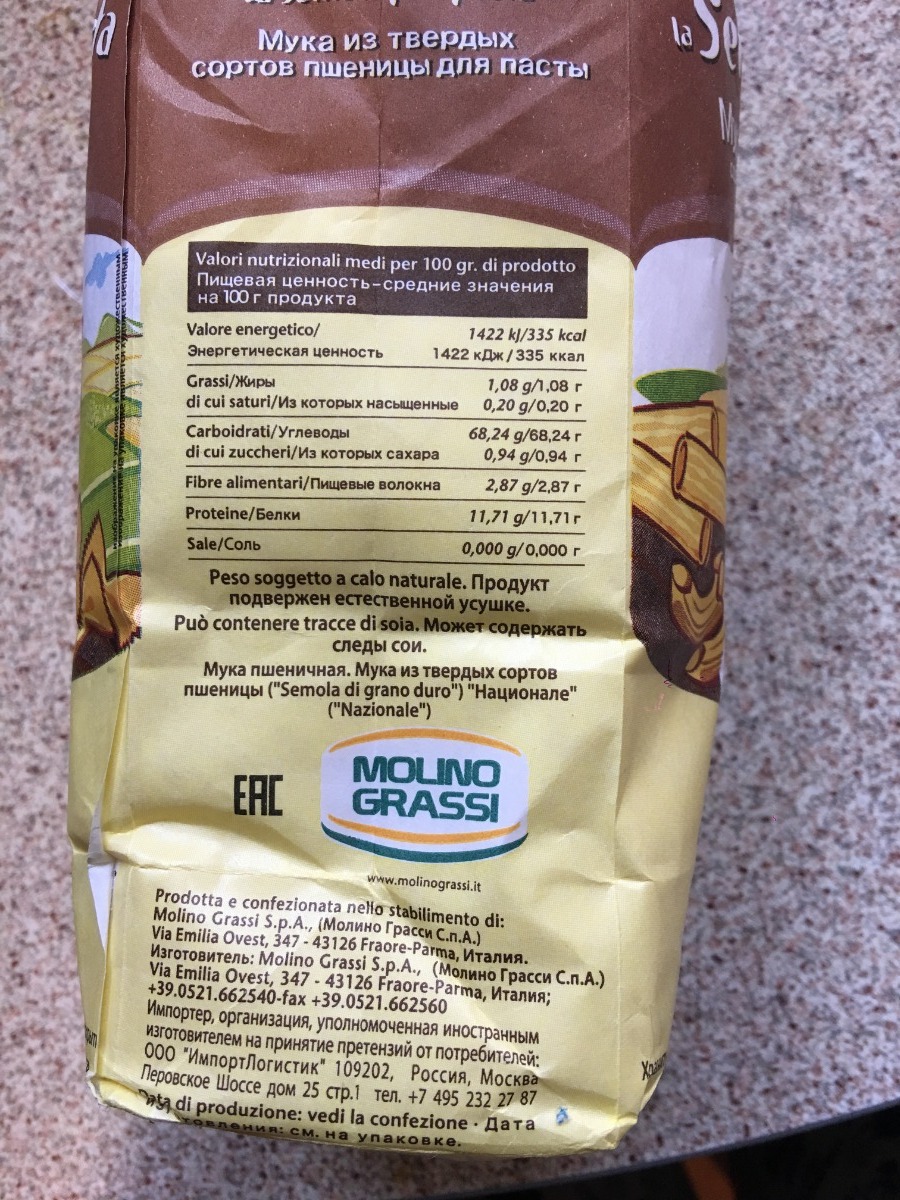 Мука из твердых
сортов пшеницы для пасты
la
Valori nutrizionali medi per 100 gr. di prodotto
Пищевая ценность-средние значения
на 100 г продукта
Valore energetico/ 1422 kJ/335 kcal
Энергетическая ценность 1422 кДж / 335 ккал
Grassi/Жиры 1,08 g/1,08 г
di cui saturi/Из которых насыщенные 0,20 g/0,20 г
Carboidrati/Углеводы 68,24 g/68,24 г
di cui zuccheri/Из которых сахара 0,94 g/0,94 г
Fibre alimentari/Пищевые волокна 2,87 g/2,87 г
Proteine/Белки 11,71 g/11,71 г
Sale/Соль 0,000 g/0,000 г
Peso soggetto a calo naturale. Продукт
подвержен естественной усушке.
Può contenere tracce di soia. Может содержать
следы сои.
Мука пшеничная. Мука из твердых сортов
пшеницы ("Semola di grano duro") "Национале"
("Nazionale")
EAC
MOLINO
GRASSI
www.molinograssi.it
Prodotta e confezionata nello stabilimento di:
Molino Grassi S.p.A., (Молино Грасси С.п.А.)
Via Emilia Ovest, 347 - 43126 Fraore-Parma, Италия.
Изготовитель: Molino Grassi S.p.A., (Молино Грасси С.п.А.)
Via Emilia Ovest, 347 - 43126 Fraore-Parma, Италия;
+39.0521.662540-fax +39.0521.662560
Импортер, организация, уполномоченная иностранным
изготовителем на принятие претензий от потребителей:
ООО "ИмпортЛогистик" 109202, Россия, Москва
Перовское Шоссе дом 25 стр.1 тел. +7 495 232 27 87
Data di produzione: vedi la confezione · Дата
см. на упаковке.